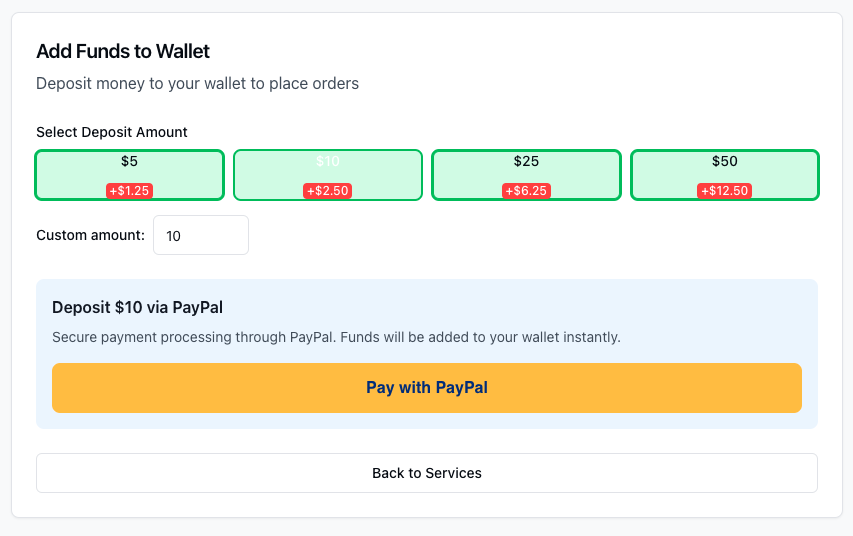 Add Funds to Wallet
Deposit money to your wallet to place orders
Select Deposit Amount
$5 $10 $25 $50
+$1.25 +$2.50 +$6.25 +$12.50
Custom amount: 10
Deposit $10 via PayPal
Secure payment processing through PayPal. Funds will be added to your wallet instantly.
Pay with PayPal
Back to Services